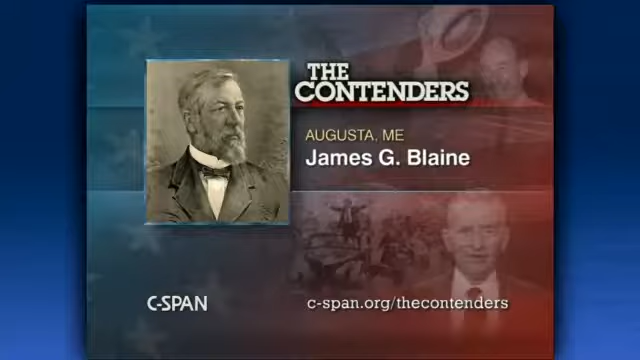 THE
CONTENDERS
AUGUSTA, ME
James G. Blaine
C-SPAN
c-span.org/thecontenders